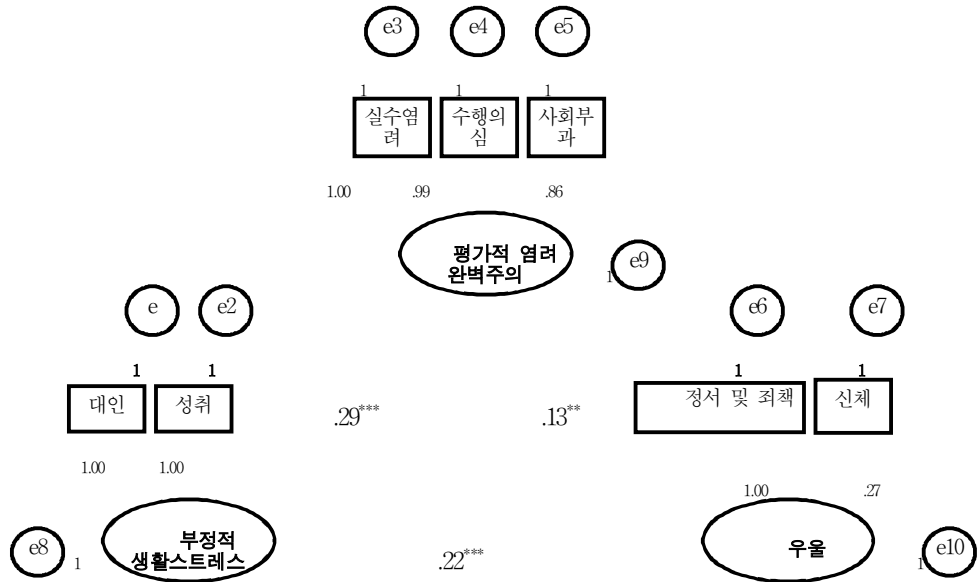 e3 e4 e5
1 1 1
실수염
려
수행의
심
사회부
과
1.00 .99 .86
평가적 염려
완벽주의
1 e9
e e2 e6 e7
1 1 1 1
대인 성취 정서 및 죄책 신체
.29*** .13**
1.00 1.00
1.00 .27
부정적
생활스트레스
우울
e8 1 .22*** 1 e10